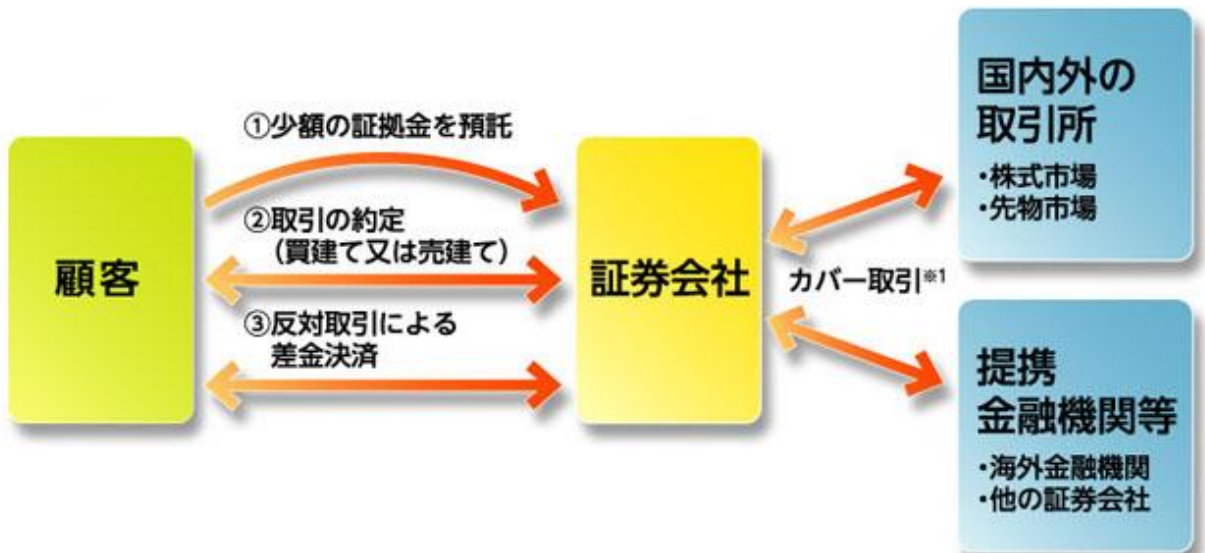 顧客
①少額の証拠金を預託
②取引の約定
（買建て又は売建て）
③反対取引による
差金決済
証券会社
カバー取引※1
国内外の
取引所
・株式市場
・先物市場
提携
金融機関等
・海外金融機関
・他の証券会社